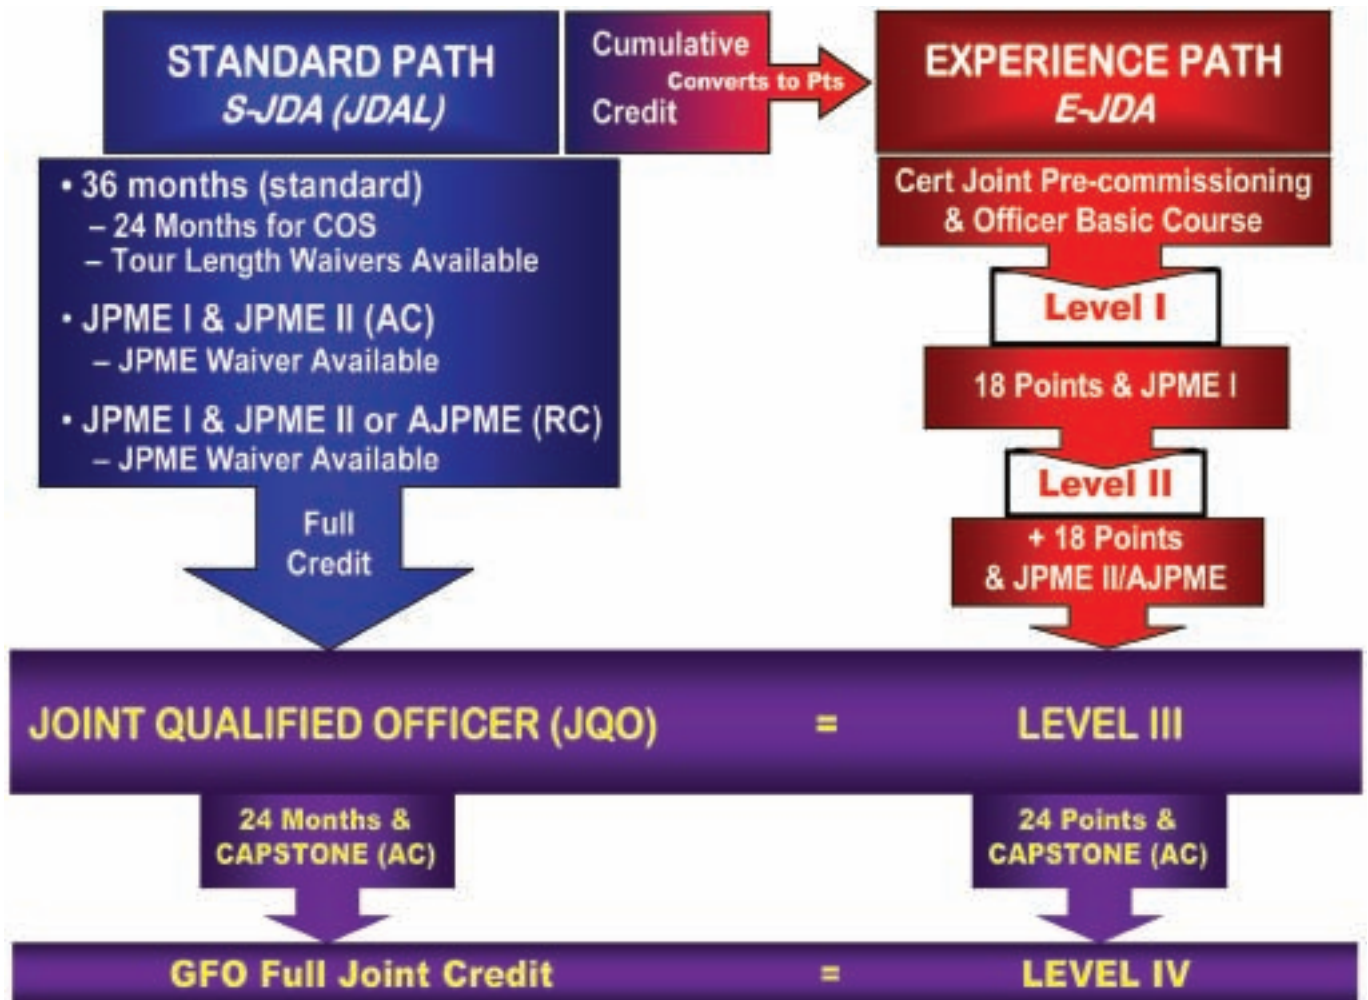 STANDARD PATH
S-JDA (JDAL)
Cumulative
Converts to Pts
Credit
EXPERIENCE PATH
E-JDA
• 36 months (standard)
– 24 Months for COS
– Tour Length Waivers Available
• JPME I & JPME II (AC)
– JPME Waiver Available
• JPME I & JPME II or AJPME (RC)
– JPME Waiver Available
Full
Credit
Cert Joint Pre-commissioning
& Officer Basic Course
Level I
18 Points & JPME I
Level II
+ 18 Points
& JPME II/AJPME
JOINT QUALIFIED OFFICER (JQO) = LEVEL III
24 Months &
CAPSTONE (AC)
24 Points &
CAPSTONE (AC)
GFO Full Joint Credit = LEVEL IV